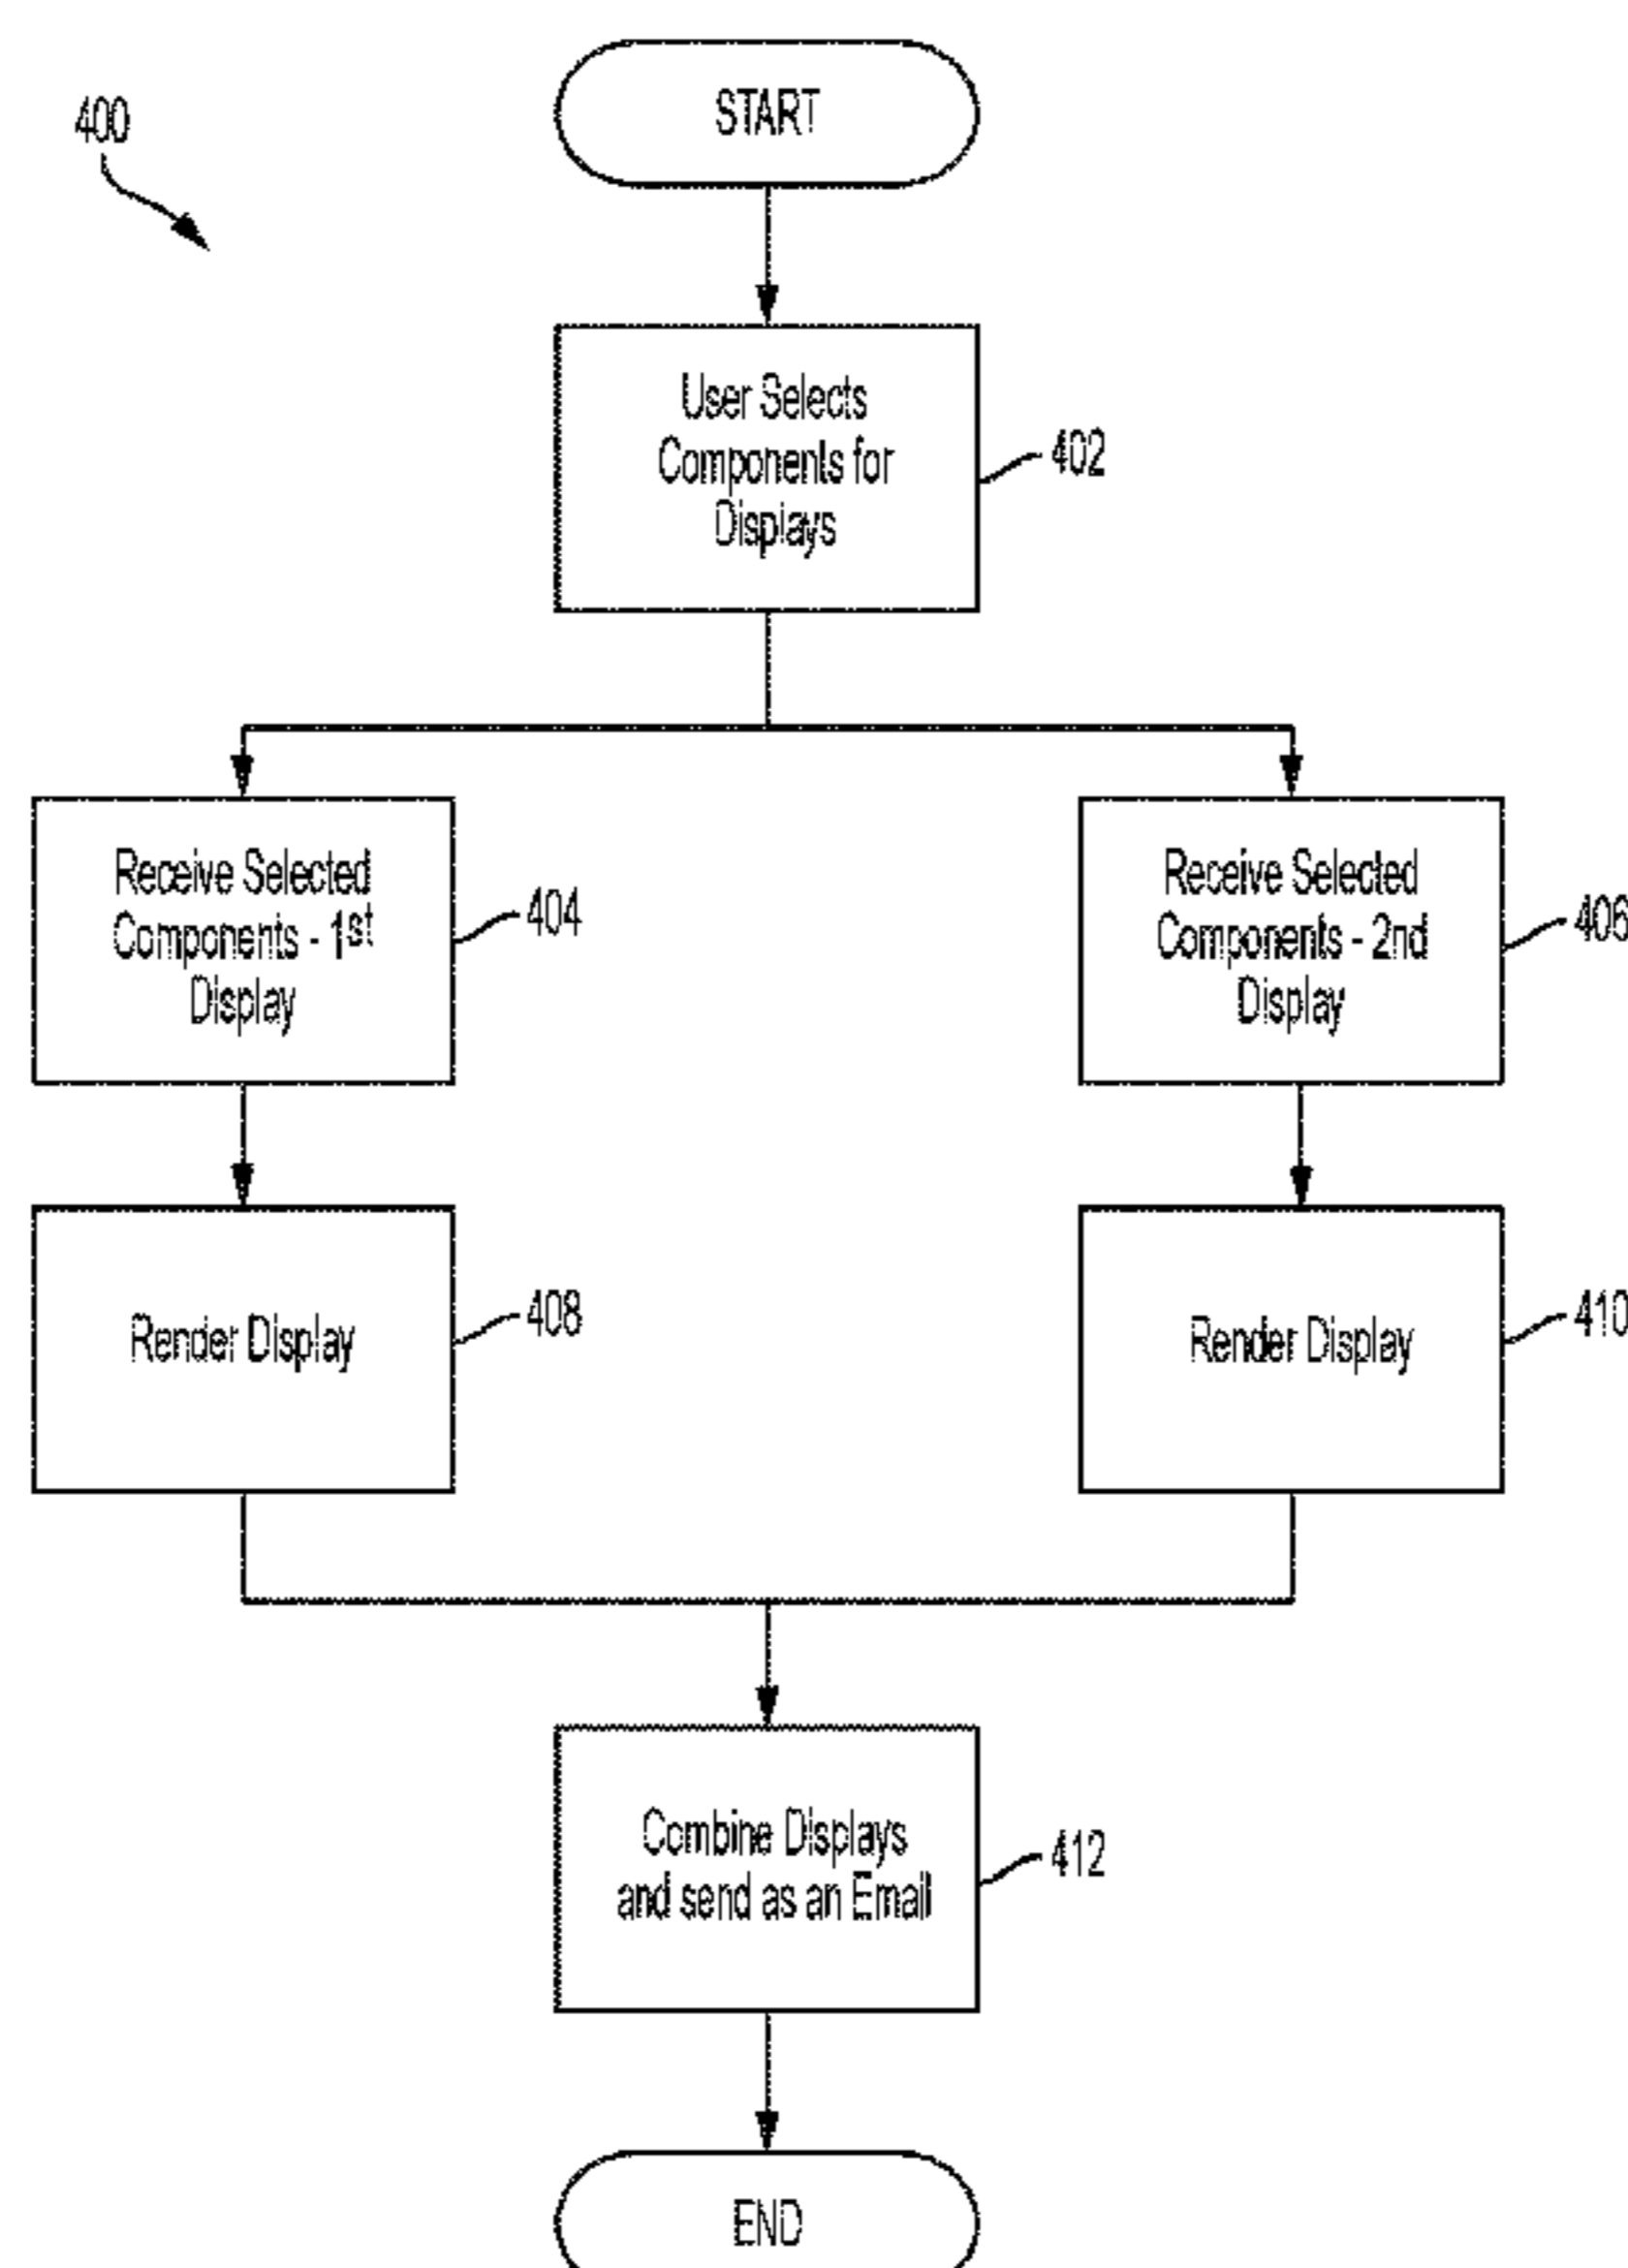 400
START
User Selects
Components for
Displays
402
Receive Selected
Components - 1st
Display
404
Receive Selected
Components - 2nd
Display
406
Render Display
408
Render Display
410
Combine Displays
and send as an Email
412
END